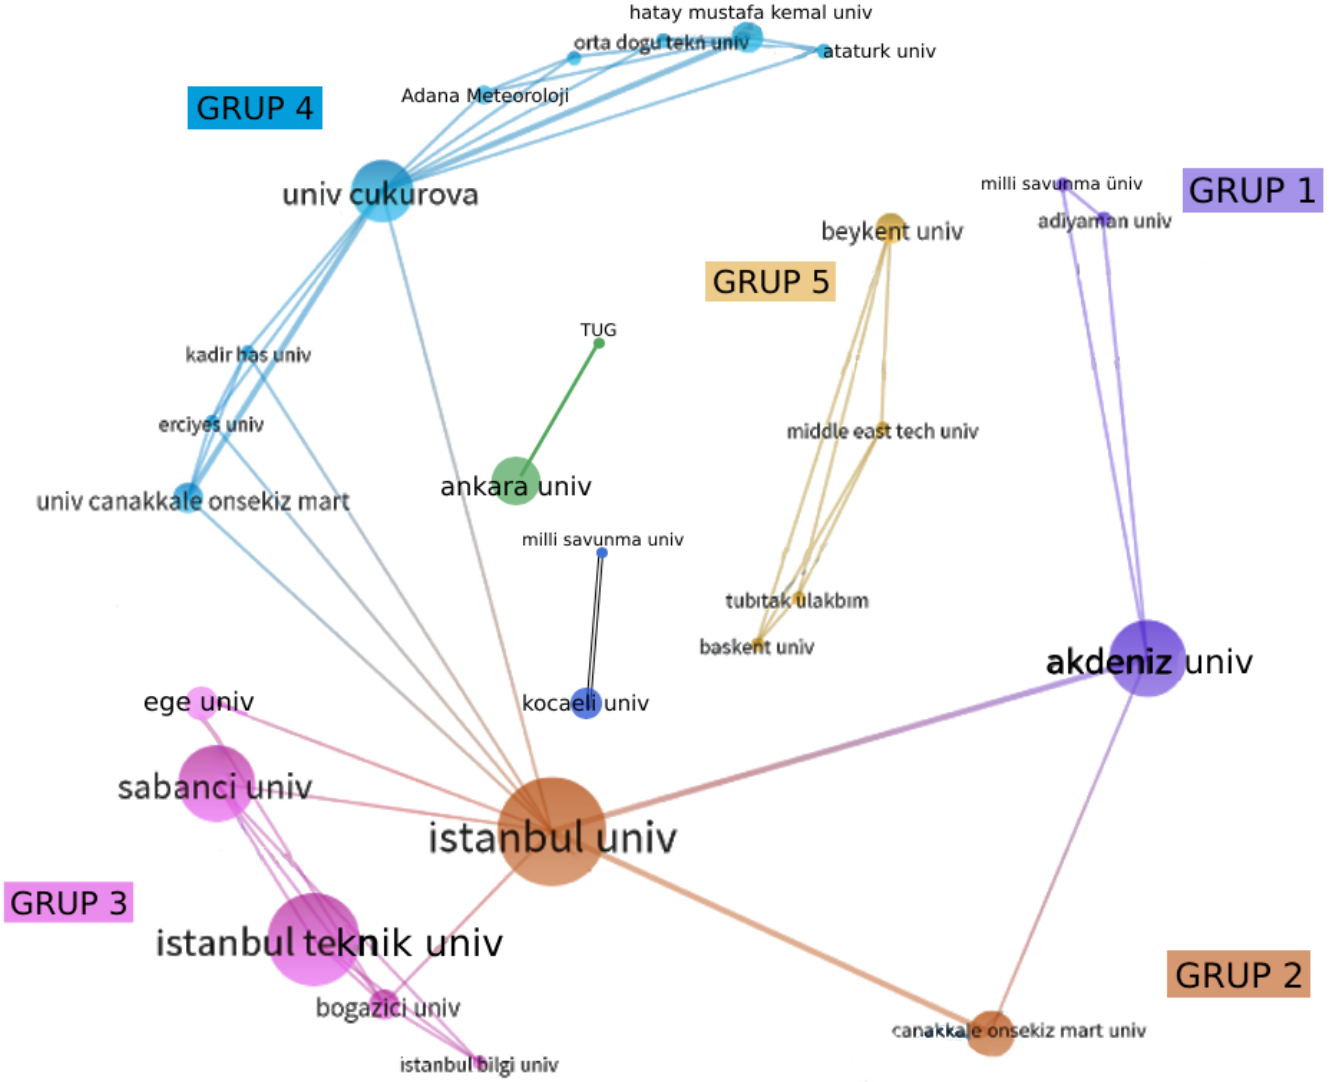 hatay mustafa kemal univ
orta dogu tekn univ
ataturk univ
Adana Meteoroloji
GRUP 4
univ cukurova
milli savunma üniv
GRUP 1
adiyaman univ
beykent univ
GRUP 5
TUG
kadir has univ
erciyes univ
middle east tech univ
ankara univ
univ canakkale onsekiz mart
milli savunma univ
tubıtak ulakbım
baskent univ
akdeniz univ
ege univ
kocaeli univ
sabanci univ
istanbul univ
GRUP 3
istanbul teknik univ
GRUP 2
bogazici univ
canakkale onsekiz mart univ
istanbul bilgi univ